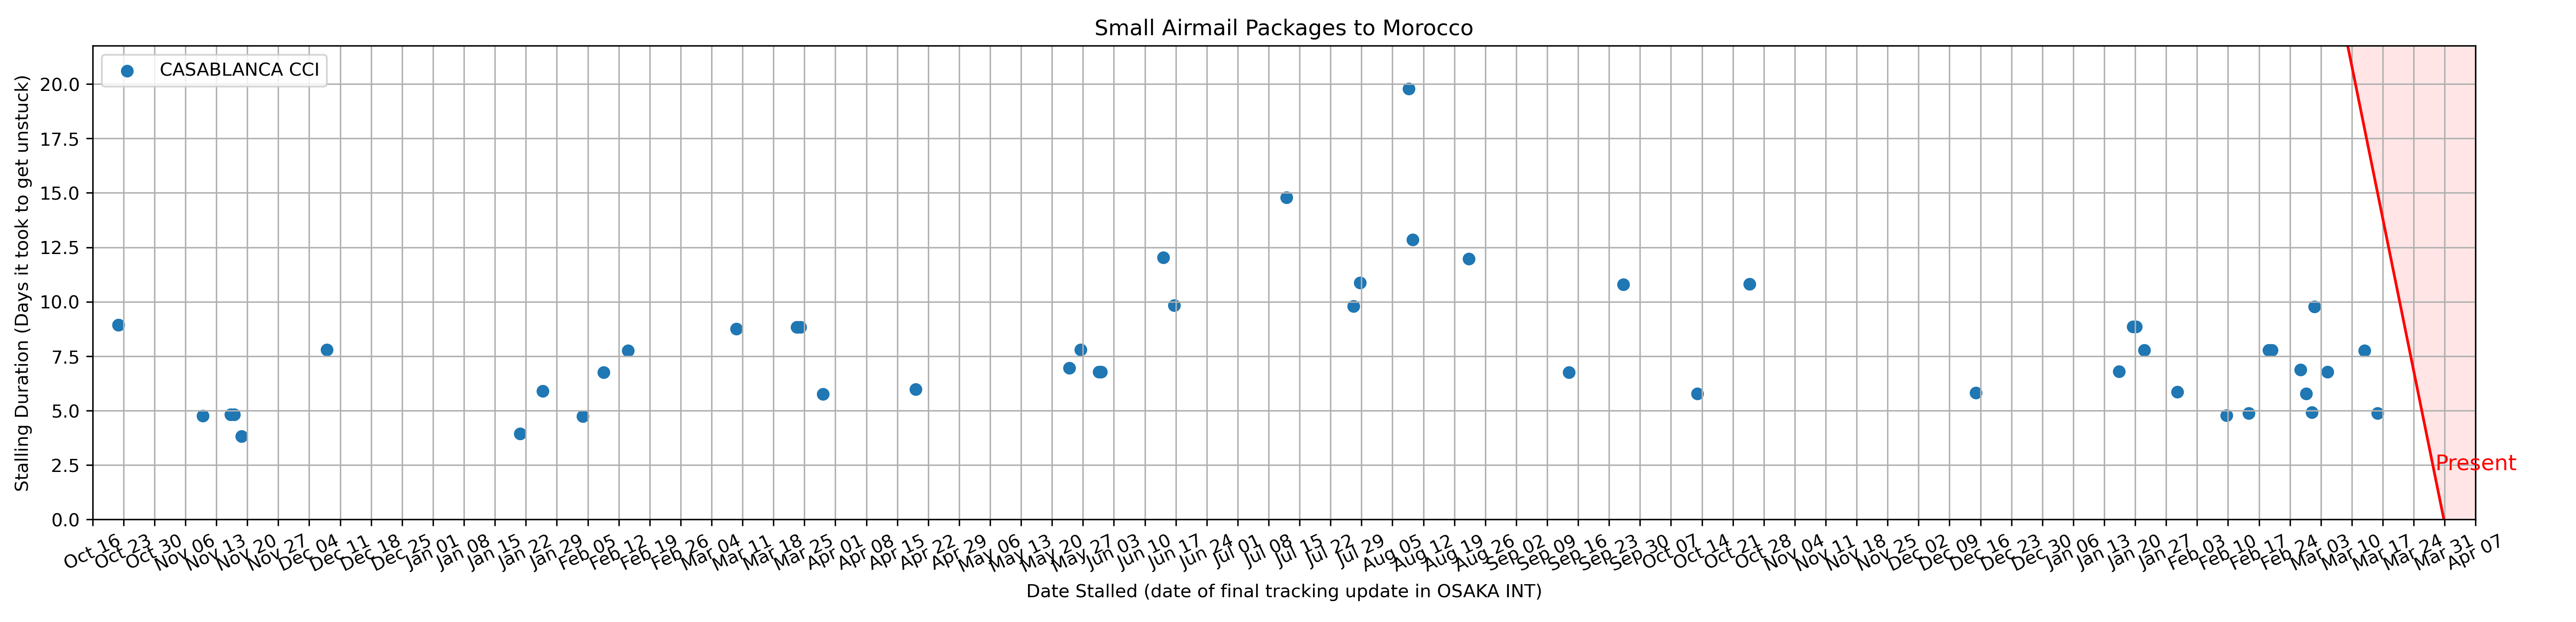 Small Airmail Packages to Morocco
CASABLANCA CCI
Stalling Duration (Days it took to get unstuck)
20.0
17.5
15.0
12.5
10.0
7.5
5.0
2.5
0.0
Present
Oct 16 Oct 23 Oct 30 Nov 06 Nov 13 Nov 20 Nov 27 Dec 04 Dec 11 Dec 18 Dec 25 Jan 01 Jan 08 Jan 15 Jan 22 Jan 29 Feb 05 Feb 12 Feb 19 Feb 26 Mar 04 Mar 11 Mar 18 Mar 25 Apr 01 Apr 08 Apr 15 Apr 22 Apr 29 May 06 May 13 May 20 May 27 Jun 03 Jun 10 Jun 17 Jun 24 Jul 01 Jul 08 Jul 15 Jul 22 Jul 29 Aug 05 Aug 12 Aug 19 Aug 26 Sep 02 Sep 09 Sep 16 Sep 23 Sep 30 Oct 07 Oct 14 Oct 21 Oct 28 Nov 04 Nov 11 Nov 18 Nov 25 Dec 02 Dec 09 Dec 16 Dec 23 Dec 30 Jan 06 Jan 13 Jan 20 Jan 27 Feb 03 Feb 10 Feb 17 Feb 24 Mar 03 Mar 10 Mar 17 Mar 24 Mar 31 Apr 07
Date Stalled (date of final tracking update in OSAKA INT)